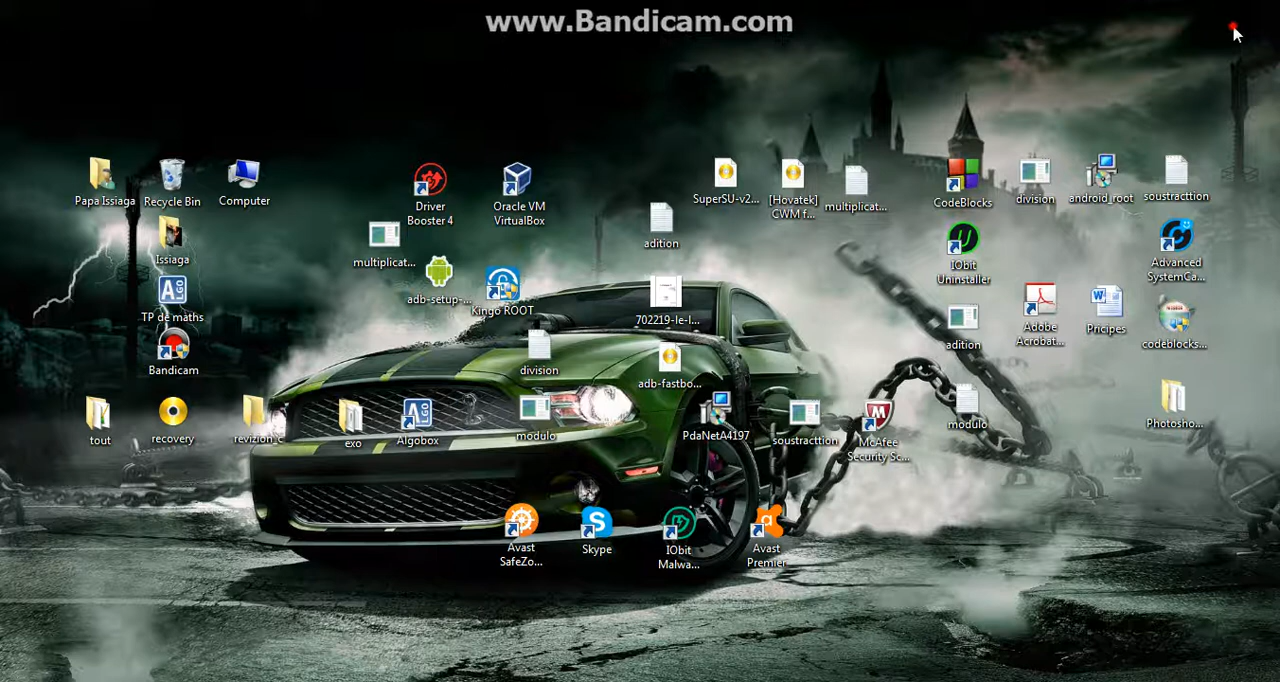 www.Bandicam.com
Papa Issiaga
Recycle Bin
Computer
Driver
Booster 4
Oracle VM
VirtualBox
SuperSU-v2...
[Hovatek]
CWM f...
multiplicat...
CodeBlocks
division
android_root
soustracttion
Issiaga
multiplicat...
adition
IObit
Uninstaller
Advanced
SystemCa...
ALGO
TP de maths
adb-setup-...
Kingo ROOT
702219-le-l...
adition
Adobe
Acrobat...
Pricipes
codeblocks...
Bandicam
division
adb-fastbo...
tout
recovery
revizion_c
exo
ALGO
Algobox
modulo
PdaNetA4197
soustracttion
McAfee
Security Sc...
modulo
Photosho...
Avast
SafeZo...
Skype
IObit
Malwa...
Avast
Premier